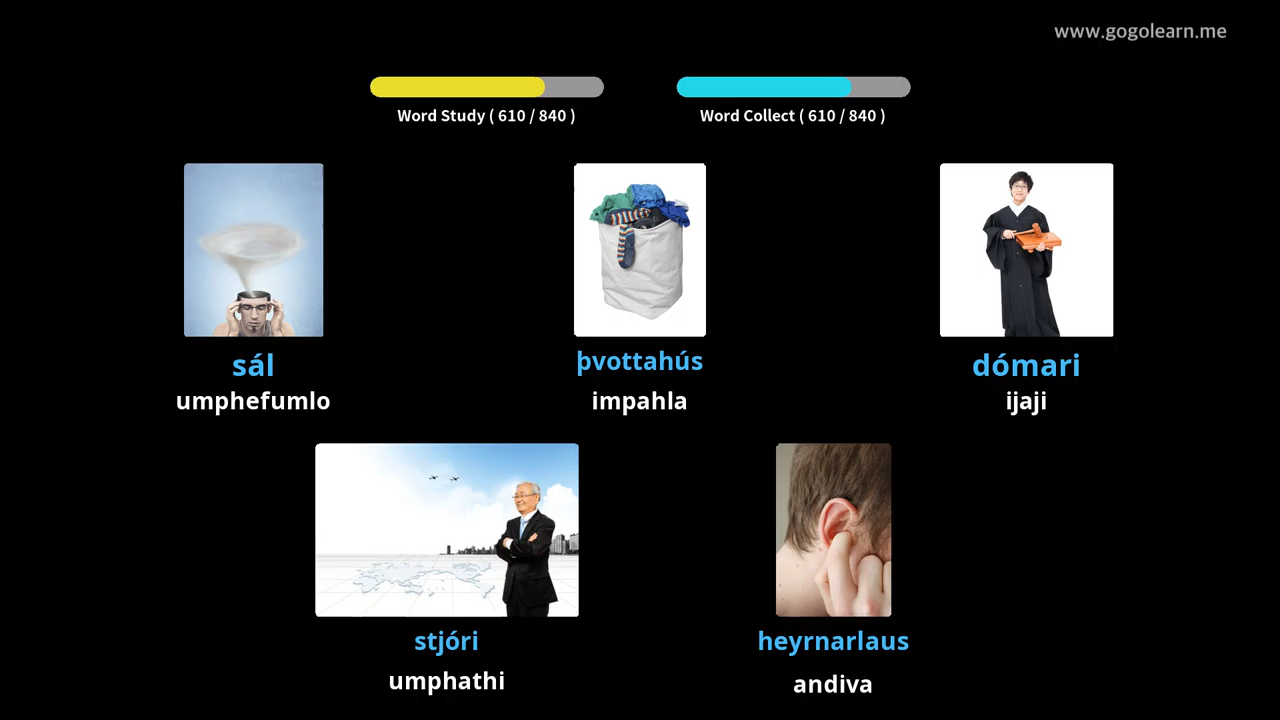 www.gogolearn.me
Word Study ( 610 / 840 )
Word Collect ( 610 / 840 )
sál
umphefumlo
þvottahús
impahla
dómari
ijaji
stjóri
umphathi
heyrnarlaus
andiva